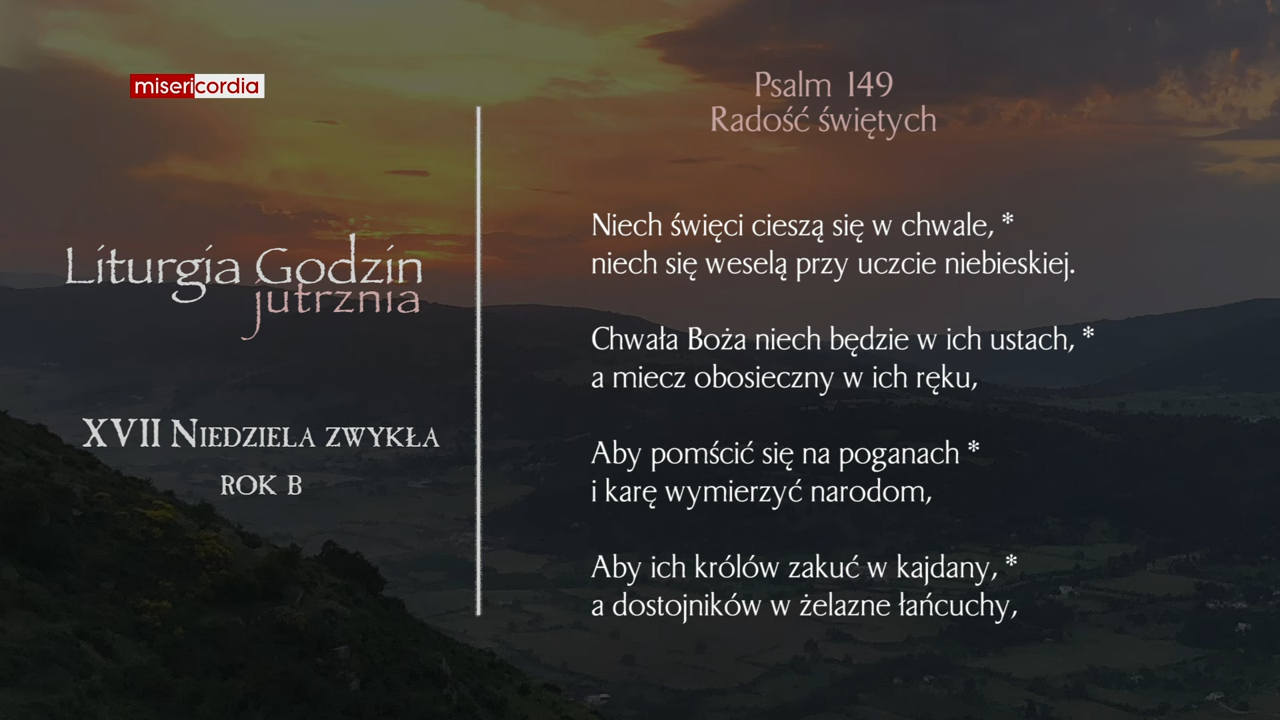 misericordia
Liturgia Godzin
jutrznia
XVII Niedziela zwykła
rok B
Psalm 149
Radość świętych
Niech święci cieszą się w chwale, *
niech się weselą przy uczcie niebieskiej.
Chwała Boża niech będzie w ich ustach, *
a miecz obosieczny w ich ręku,
Aby pomścić się na poganach *
i karę wymierzyć narodom,
Aby ich królów zakuć w kajdany, *
a dostojników w żelazne łańcuchy,